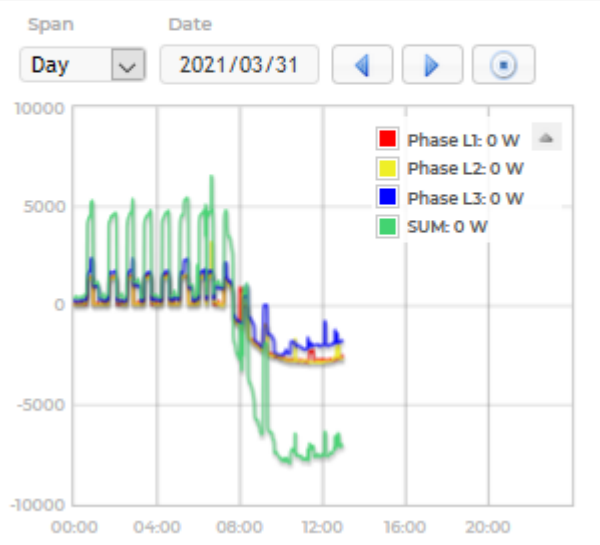 Span Date
Day 2021/03/31
10000
Phase L1: 0 W
Phase L2: 0 W
5000 Phase L3: 0 W
SUM: 0 W
0
-5000
-10000
00:00 04:00 08:00 12:00 16:00 20:00